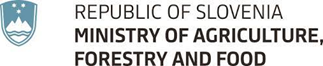 REPUBLIC OF SLOVENIA
MINISTRY OF AGRICULTURE,
FORESTRY AND FOOD